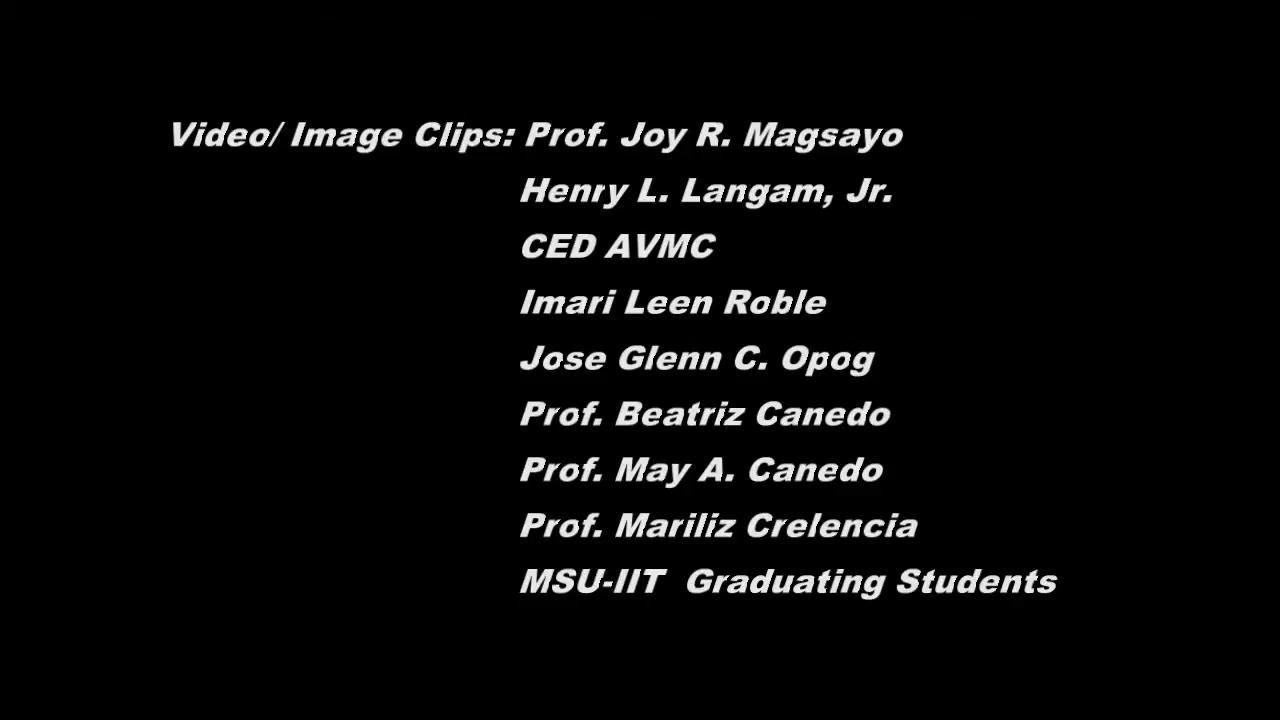 Video/ Image Clips: Prof. Joy R. Magsayo
Henry L. Langam, Jr.
CED AVMC
Imari Leen Roble
Jose Glenn C. Opog
Prof. Beatriz Canedo
Prof. May A. Canedo
Prof. Mariliz Crelencia
MSU-IIT  Graduating Students